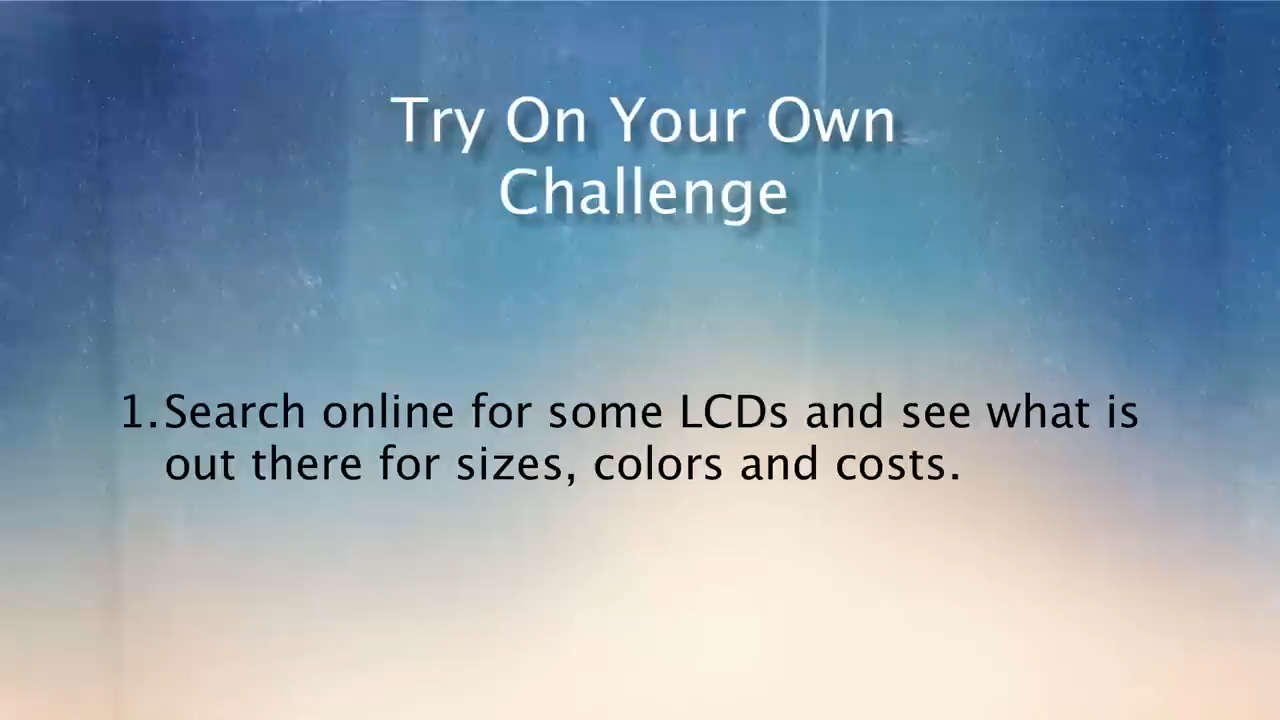 Try On Your Own
Challenge
1. Search online for some LCDs and see what is
out there for sizes, colors and costs.